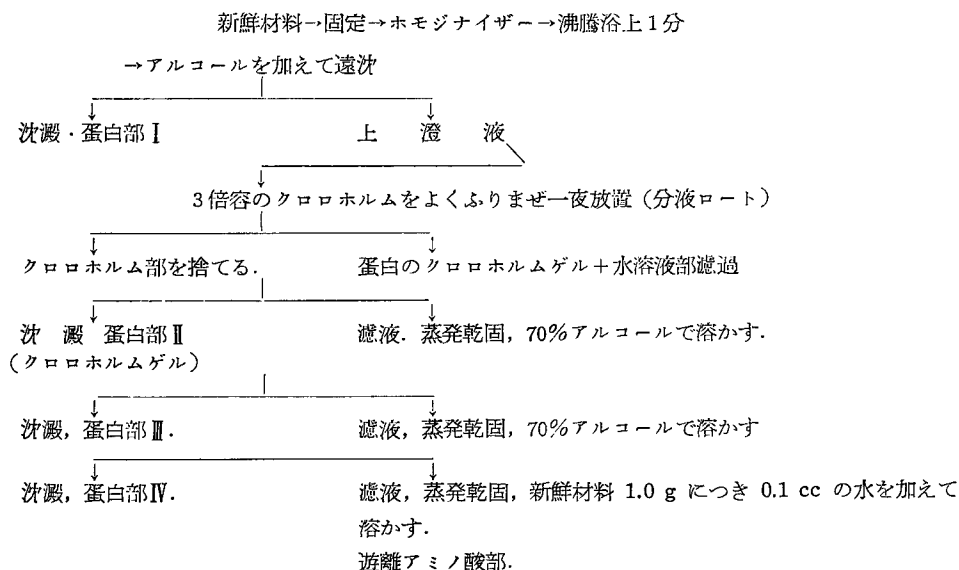 新鮮材料→固定→ホモジナイザー→沸騰浴上1分
→アルコールを加えて遠沈
沈澱・蛋白部Ⅰ 上澄液
3倍容のクロロホルムをよくふりまぜ一夜放置（分液ロート）
クロロホルム部を捨てる． 蛋白のクロロホルムゲル＋水溶液部濾過
沈澱 蛋白部Ⅱ 濾液．蒸発乾固，70％アルコールで溶かす．
（クロロホルムゲル）
沈澱，蛋白部Ⅲ． 濾液，蒸発乾固，70％アルコールで溶かす
沈澱，蛋白部Ⅳ． 濾液，蒸発乾固，新鮮材料 1.0 g につき 0.1 cc の水を加えて
溶かす．
遊離アミノ酸部．